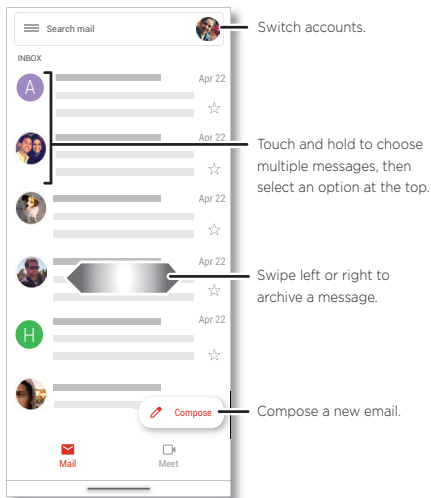 Search mail
Switch accounts.
INBOX
A
Apr 22
Apr 22
Touch and hold to choose
multiple messages, then
select an option at the top.
Apr 22
Apr 22
Swipe left or right to
archive a message.
Apr 22
H
Compose
Compose a new email.
Mail
Meet